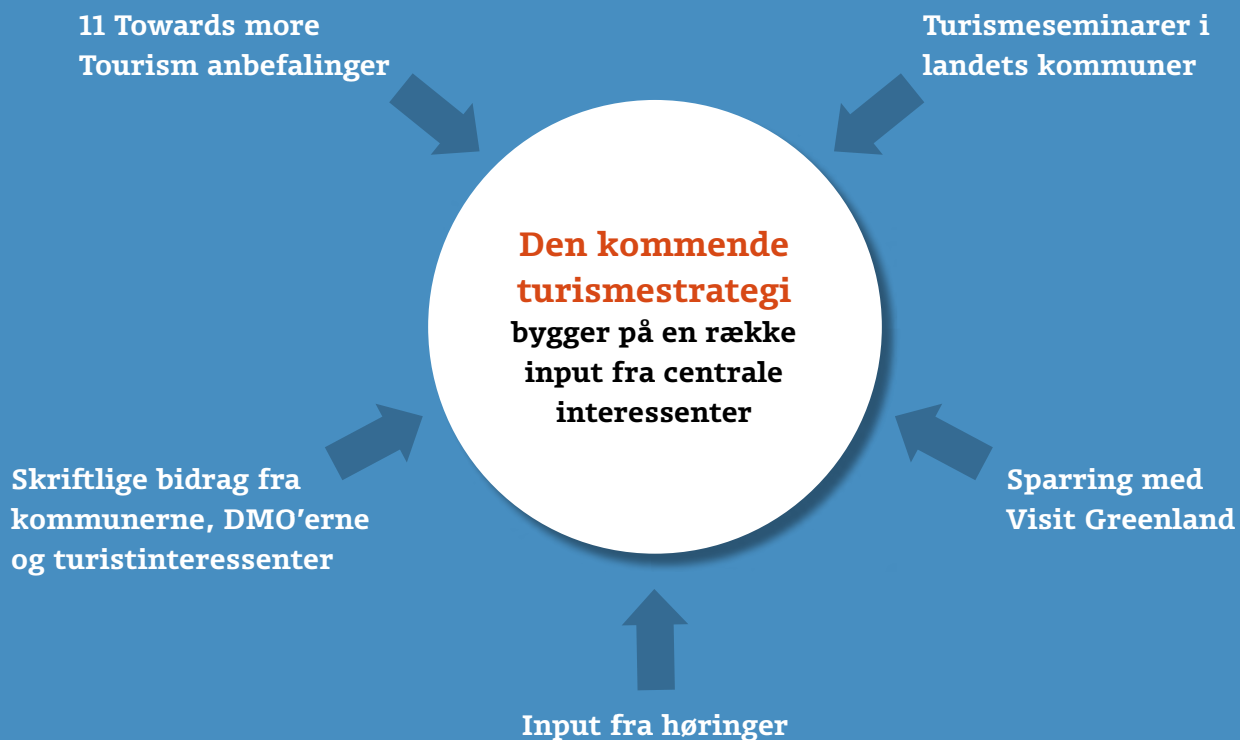 11 Towards more
Tourism anbefalinger
Turismeseminarer i
landets kommuner
Den kommende
turismestrategi
bygger på en række
input fra centrale
interessenter
Skriftlige bidrag fra
kommunerne, DMO'erne
og turistinteressenter
Sparring med
Visit Greenland
Input fra høringer